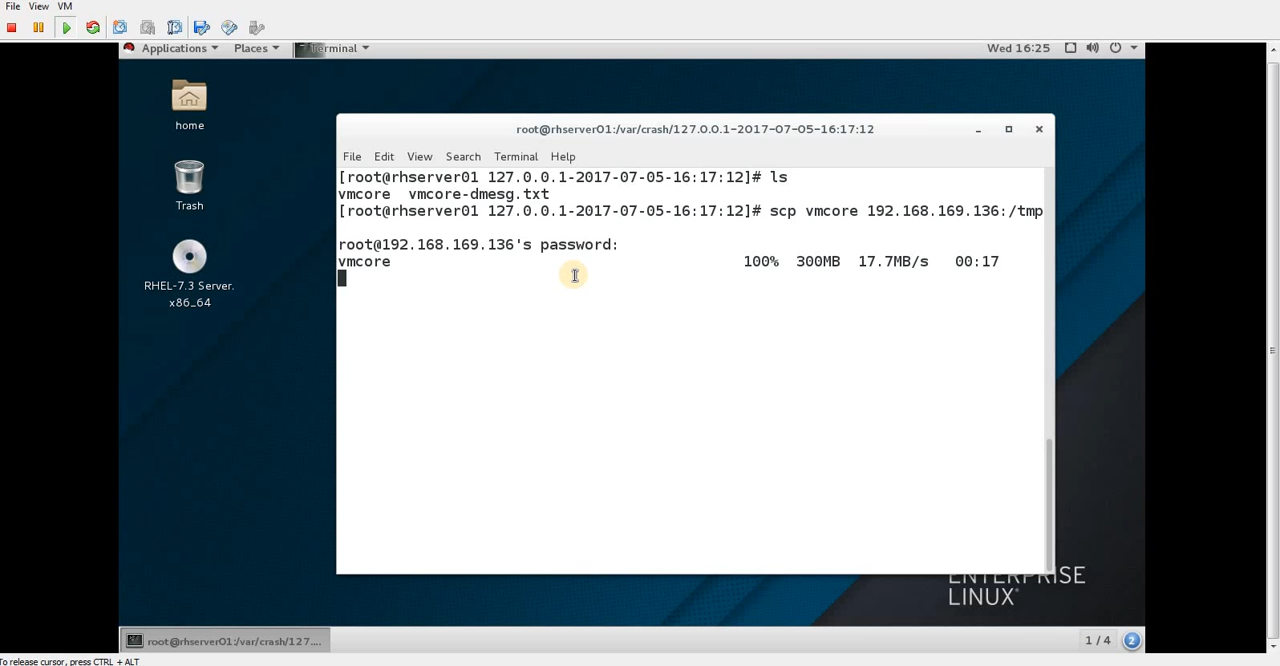 File View VM
Applications Places Terminal Wed 16:25
home
Trash
RHEL-7.3 Server.
x86_64
root@rhserver01:/var/crash/127.0.0.1-2017-07-05-16:17:12
File Edit View Search Terminal Help
[root@rhserver01 127.0.0.1-2017-07-05-16:17:12]# ls
vmcore vmcore-dmesg.txt
[root@rhserver01 127.0.0.1-2017-07-05-16:17:12]# scp vmcore 192.168.169.136:/tmp
root@192.168.169.136's password:
vmcore 100% 300MB 17.7MB/s 00:17
ENTERPRISE
LINUX®
root@rhserver01:/var/crash/127.... 1 / 4 2
To release cursor, press CTRL + ALT